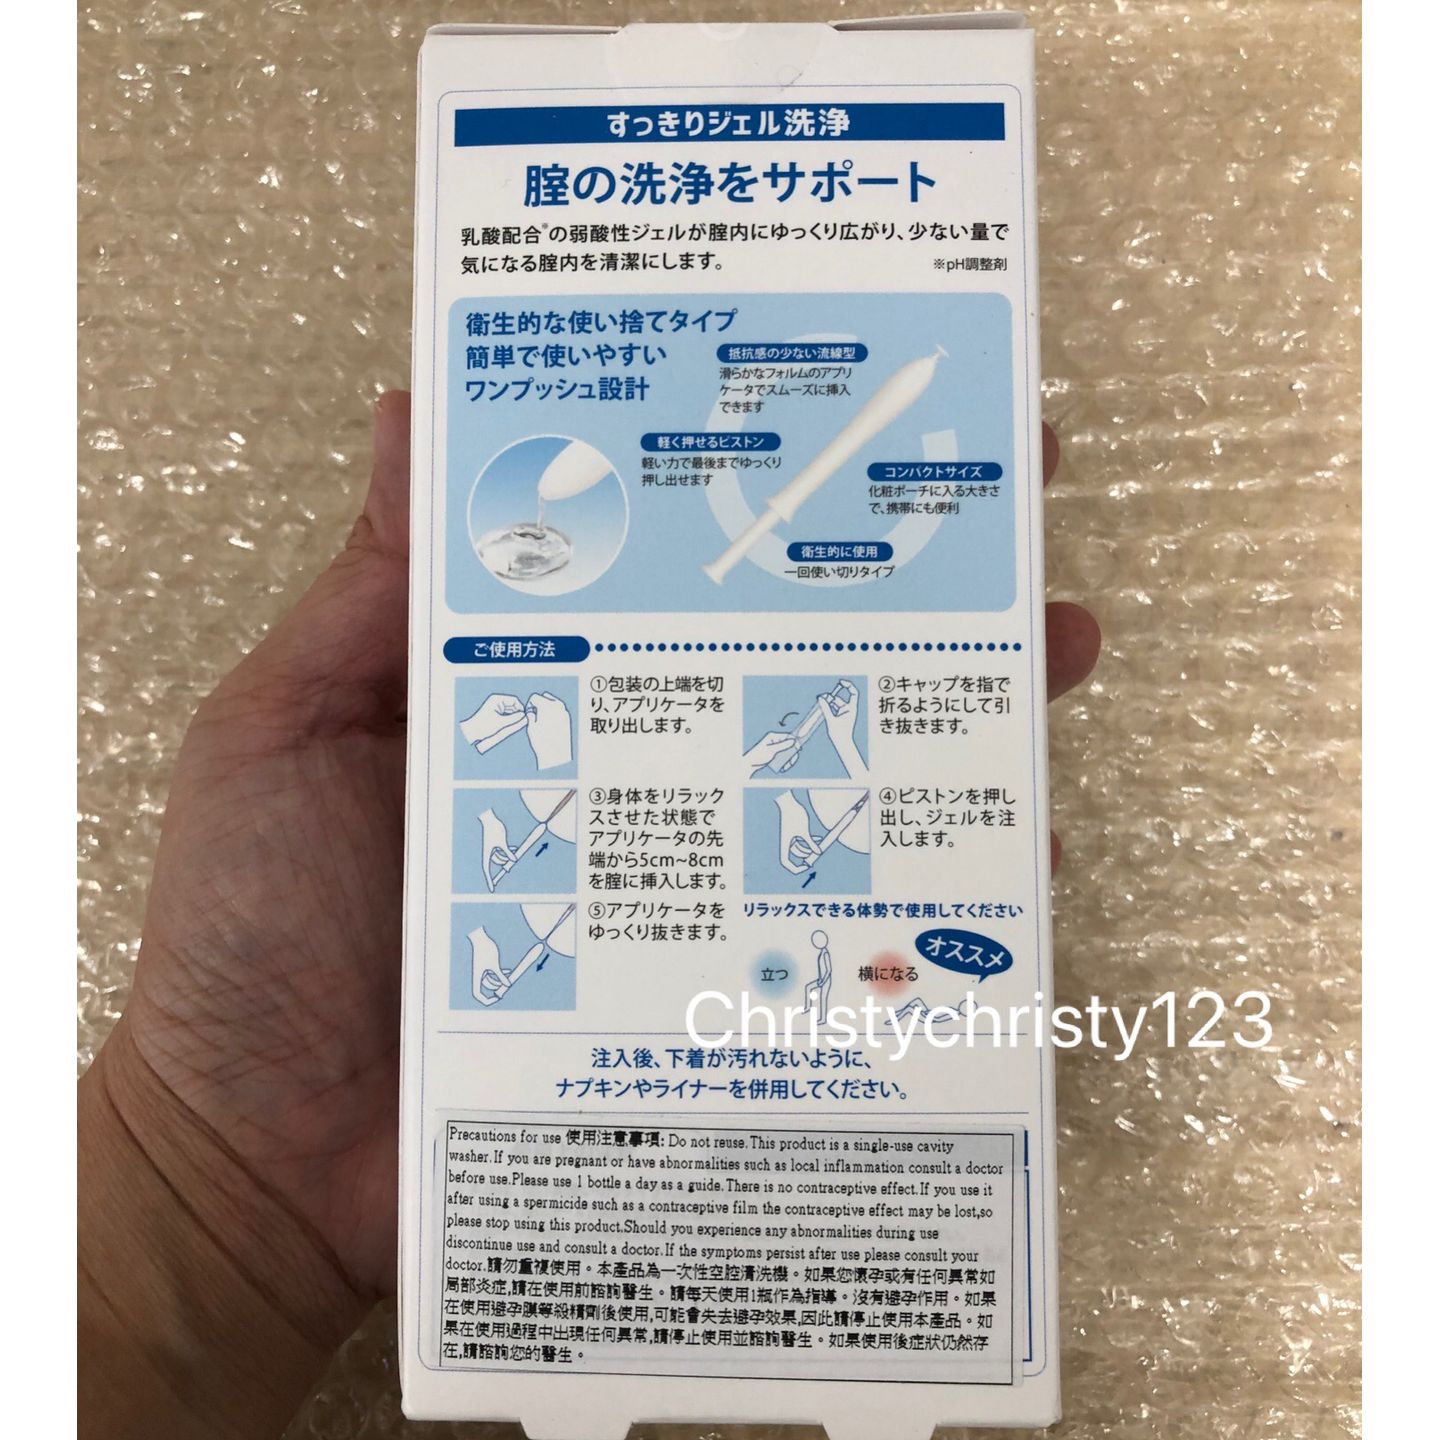 すっきりジェル洗浄
腟の洗浄をサポート
乳酸配合※の弱酸性ジェルが腟内にゆっくり広がり、少ない量で
気になる腟内を清潔にします。
※pH調整剤
衛生的な使い捨てタイプ
簡単で使いやすい
ワンプッシュ設計
抵抗感の少ない流線型
滑らかなフォルムのアプリ
ケータでスムーズに挿入
できます
軽く押せるピストン
軽い力で最後までゆっくり
押し出せます
コンパクトサイズ
化粧ポーチに入る大きさ
で、携帯にも便利
衛生的に使用
一回使い切りタイプ
ご使用方法
①包装の上端を切
り、アプリケータを
取り出します。
②キャップを指で
折るようにして引
き抜きます。
③身体をリラック
スさせた状態で
アプリケータの先
端から5cm~8cm
を腟に挿入します。
④ピストンを押し
出し、ジェルを注
入します。
⑤アプリケータを
ゆっくり抜きます。
リラックスできる体勢で使用してください
立つ
横になる
オススメ
Christychristy123
注入後、下着が汚れないように、
ナプキンやライナーを併用してください。
Precautions for use 使用注意事項: Do not reuse.This product is a single-use cavity
washer.If you are pregnant or have abnormalities such as local inflammation consult a doctor
before use.Please use 1 bottle a day as a guide.There is no contraceptive effect.If you use it
after using a spermicide such as a contraceptive film the contraceptive effect may be lost,so
please stop using this product.Should you experience any abnormalities during use
discontinue use and consult a doctor.If the symptoms persist after use please consult your
doctor.請勿重複使用。本產品為一次性空腔清洗機。如果您懷孕或有任何異常如
局部炎症,請在使用前諮詢醫生。請每天使用1瓶作為指導。沒有避孕作用。如果
在使用避孕膜等殺精劑後使用,可能會失去避孕效果,因此請停止使用本產品。如
果在使用過程中出現任何異常,請停止使用並諮詢醫生。如果使用後症狀仍然存
在,請諮詢您的醫生。